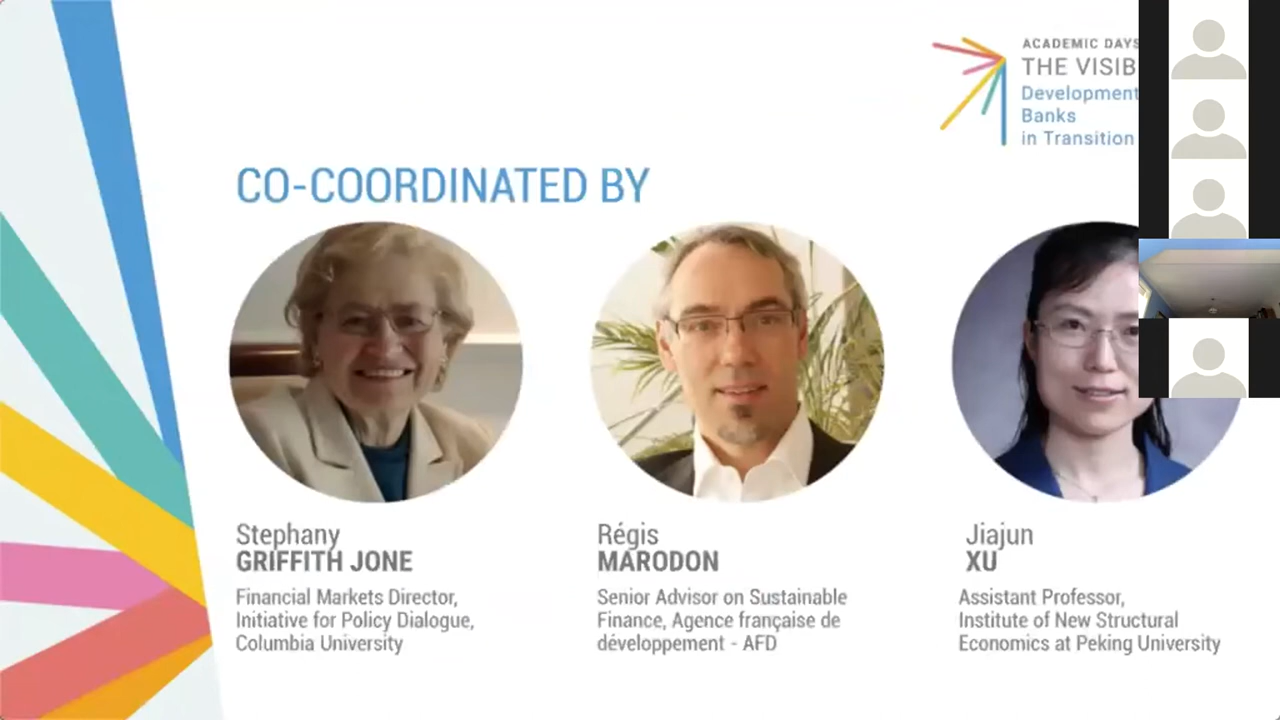 ACADEMIC DAYS
THE VISIB
Development
Banks
in Transition
CO-COORDINATED BY
Stephany
GRIFFITH JONE
Financial Markets Director,
Initiative for Policy Dialogue,
Columbia University
Régis
MARODON
Senior Advisor on Sustainable
Finance, Agence française de
développement - AFD
Jiajun
XU
Assistant Professor,
Institute of New Structural
Economics at Peking University